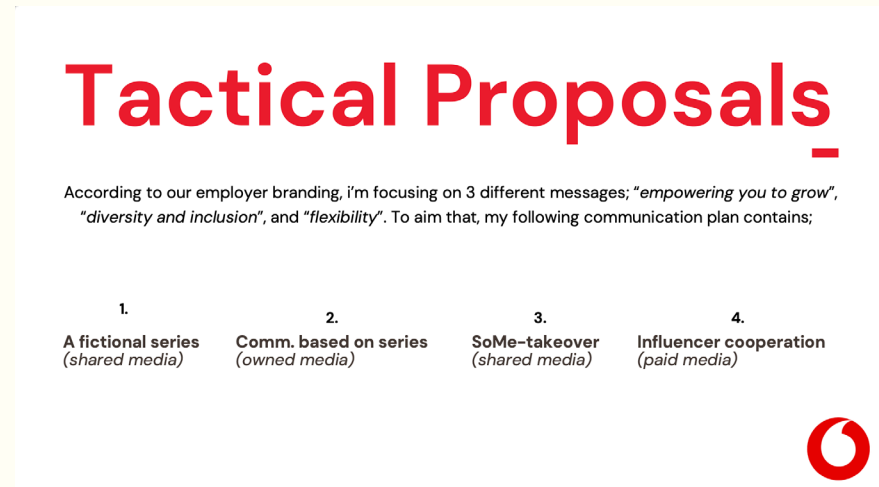 Tactical Proposals
According to our employer branding, i'm focusing on 3 different messages; “empowering you to grow”,
“diversity and inclusion”, and “flexibility”. To aim that, my following communication plan contains;
1.
A fictional series
(shared media)
2.
Comm. based on series
(owned media)
3.
SoMe-takeover
(shared media)
4.
Influencer cooperation
(paid media)